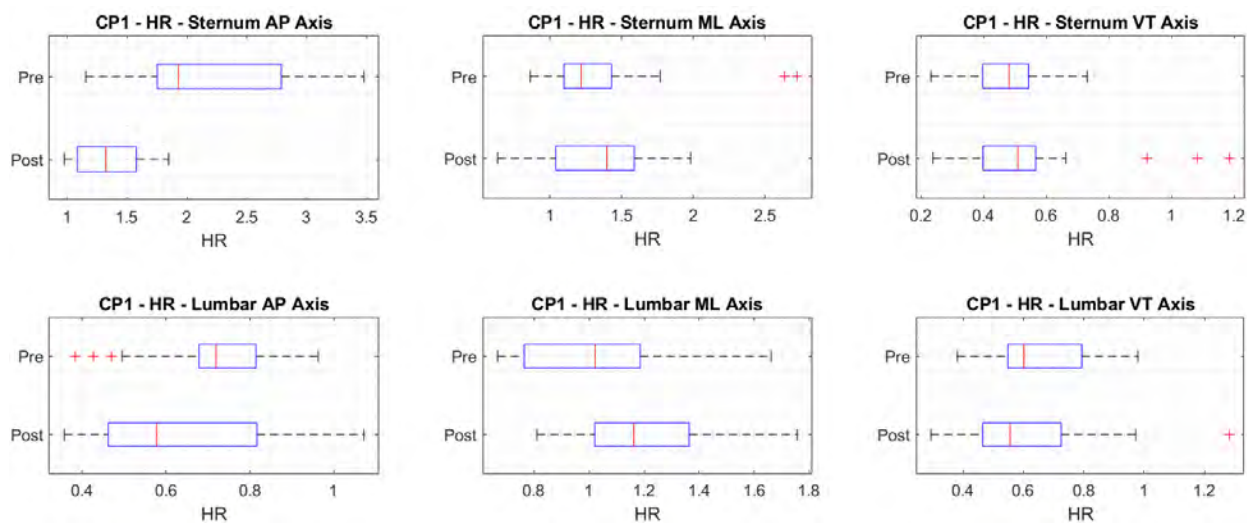 CP1 - HR - Sternum AP Axis
Pre
Post
1 1.5 2 2.5 3 3.5
HR
CP1 - HR - Sternum ML Axis
Pre
Post
1 1.5 2 2.5
HR
CP1 - HR - Sternum VT Axis
Pre
Post
0.2 0.4 0.6 0.8 1 1.2
HR
CP1 - HR - Lumbar AP Axis
Pre
Post
0.4 0.6 0.8 1
HR
CP1 - HR - Lumbar ML Axis
Pre
Post
0.8 1 1.2 1.4 1.6 1.8
HR
CP1 - HR - Lumbar VT Axis
Pre
Post
0.4 0.6 0.8 1 1.2
HR